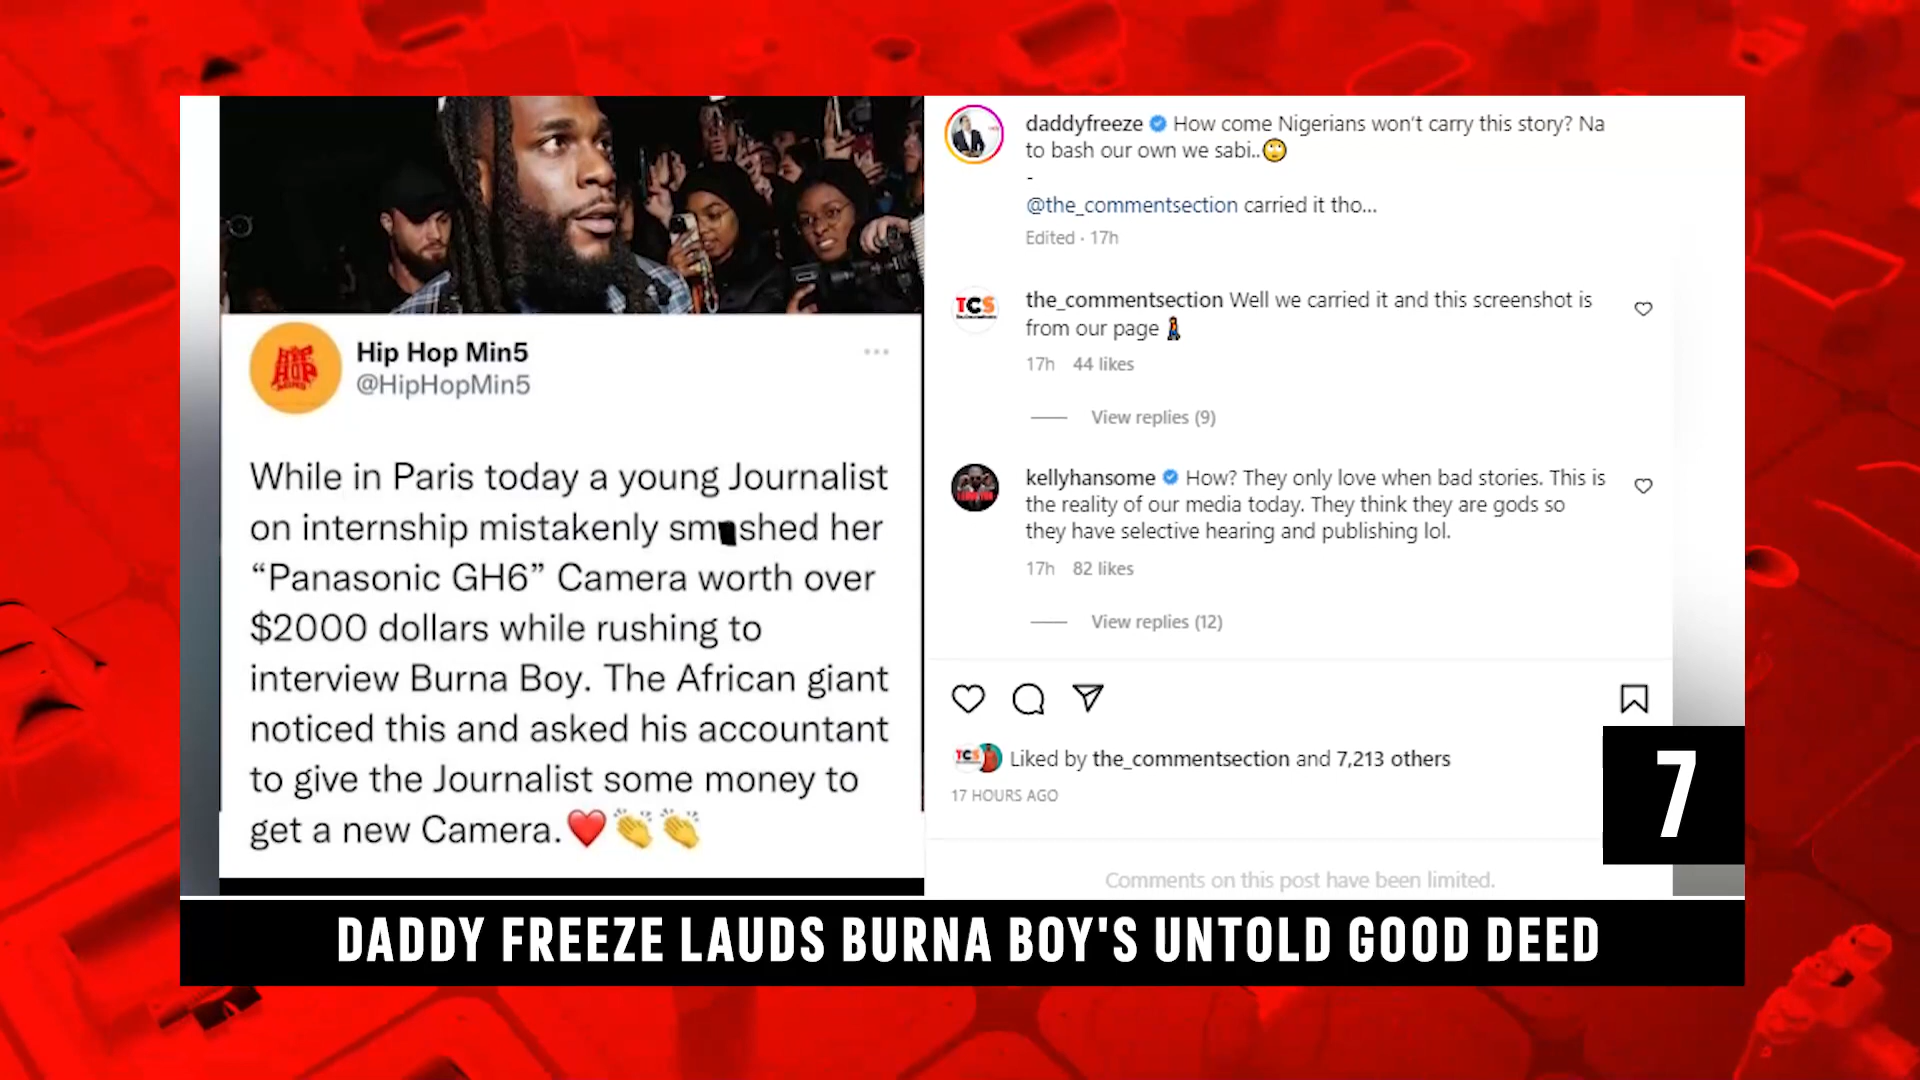 Hip Hop Min5
@HipHopMin5
While in Paris today a young Journalist
on internship mistakenly sm shed her
“Panasonic GH6” Camera worth over
$2000 dollars while rushing to
interview Burna Boy. The African giant
noticed this and asked his accountant
to give the Journalist some money to
get a new Camera.❤️👏👏
daddyfreeze How come Nigerians won't carry this story? Na
to bash our own we sabi..🙄
-
@the_commentsection carried it tho...
Edited · 17h
TCS
the_commentsection Well we carried it and this screenshot is
from our page
17h 44 likes
View replies (9)
kellyhansome How? They only love when bad stories. This is
the reality of our media today. They think they are gods so
they have selective hearing and publishing lol.
17h 82 likes
View replies (12)
TCS
Liked by the_commentsection and 7,213 others
17 HOURS AGO
Comments on this post have been limited.
7
DADDY FREEZE LAUDS BURNA BOY'S UNTOLD GOOD DEED